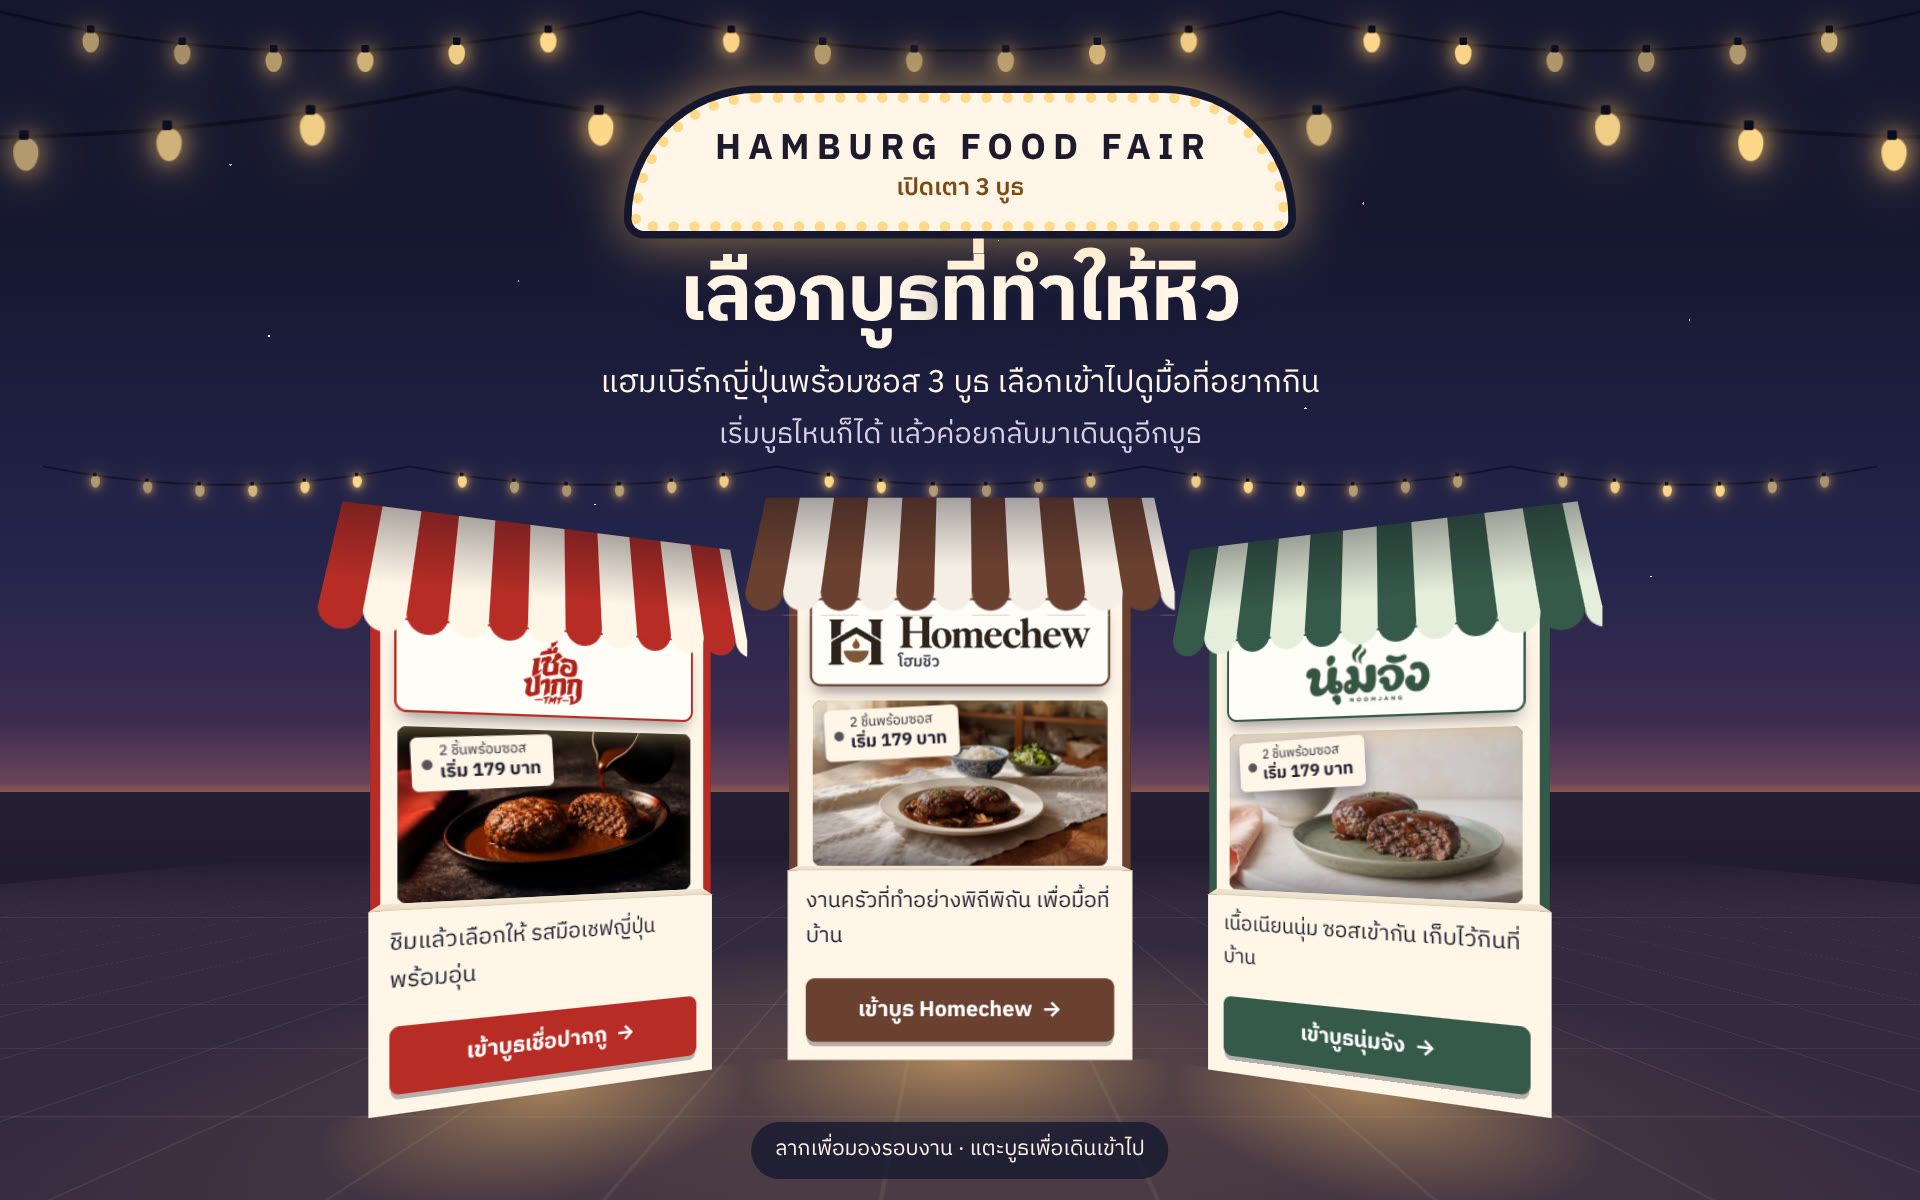 HAMBURG FOOD FAIR
เปิดเตา 3 บูธ
เลือกบูธที่ทำให้หิว
แฮมเบิร์กญี่ปุ่นพร้อมซอส 3 บูธ เลือกเข้าไปดูมื้อที่อยากกิน
เริ่มบูธไหนก็ได้ แล้วค่อยกลับมาเดินดูอีกบูธ
เชื่อ
ปากกู
TMT
2 ชิ้นพร้อมซอส
เริ่ม 179 บาท
ชิมแล้วเลือกให้ รสมือเชฟญี่ปุ่น
พร้อมอุ่น
เข้าบูธเชื่อปากกู →
Homechew
โฮมชิว
2 ชิ้นพร้อมซอส
เริ่ม 179 บาท
งานครัวที่ทำอย่างพิถีพิถัน เพื่อมื้อที่
บ้าน
เข้าบูธ Homechew →
นุ่มจัง
NOOMJANG
2 ชิ้นพร้อมซอส
เริ่ม 179 บาท
เนื้อเนียนนุ่ม ซอสเข้ากัน เก็บไว้กินที่
บ้าน
เข้าบูธนุ่มจัง →
ลากเพื่อมองรอบงาน · แตะบูธเพื่อเดินเข้าไป